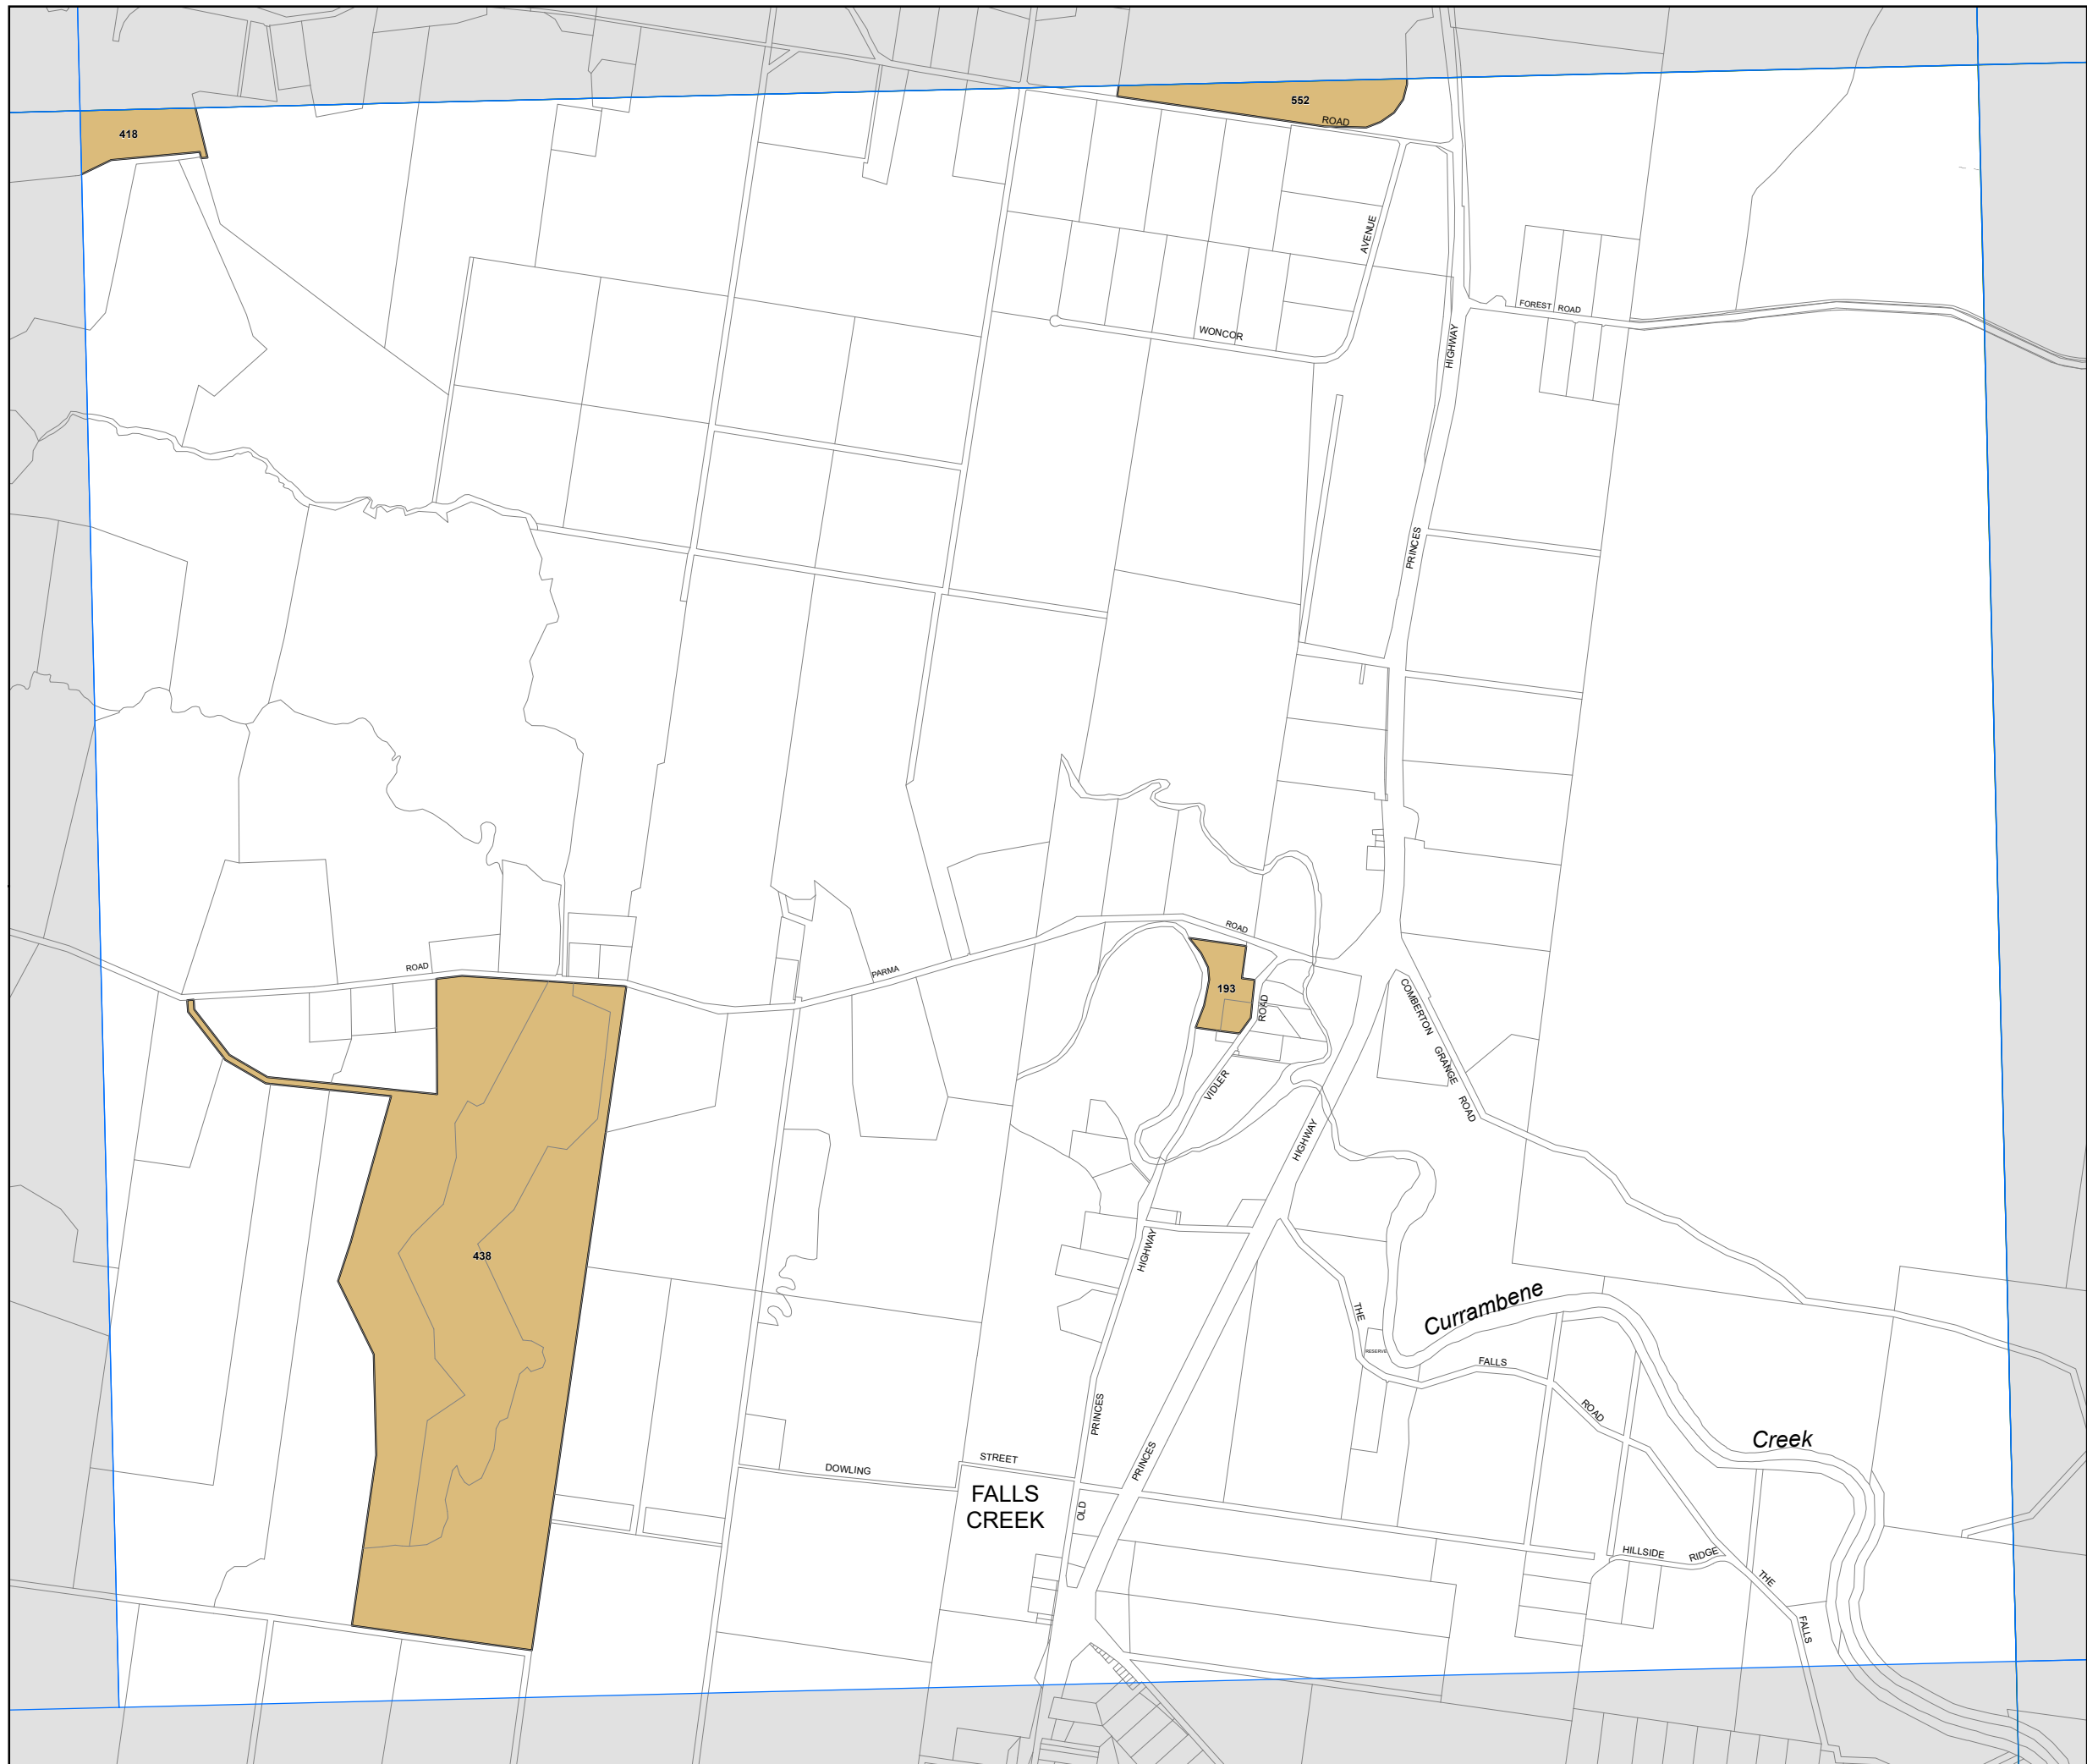 552
ROAD
418
AVENUE
FOREST ROAD
WONCOR
HIGHWAY
PRINCES
ROAD
ROAD
PARMA
193
ROAD
COMBERTON GRANGE ROAD
VIDLER
HIGHWAY
438
HIGHWAY
THE
Currambene
RESERVE
FALLS
PRINCES
ROAD
Creek
STREET
PRINCES
DOWLING
FALLS
CREEK
OLD
HILLSIDE RIDGE
THE
FALLS